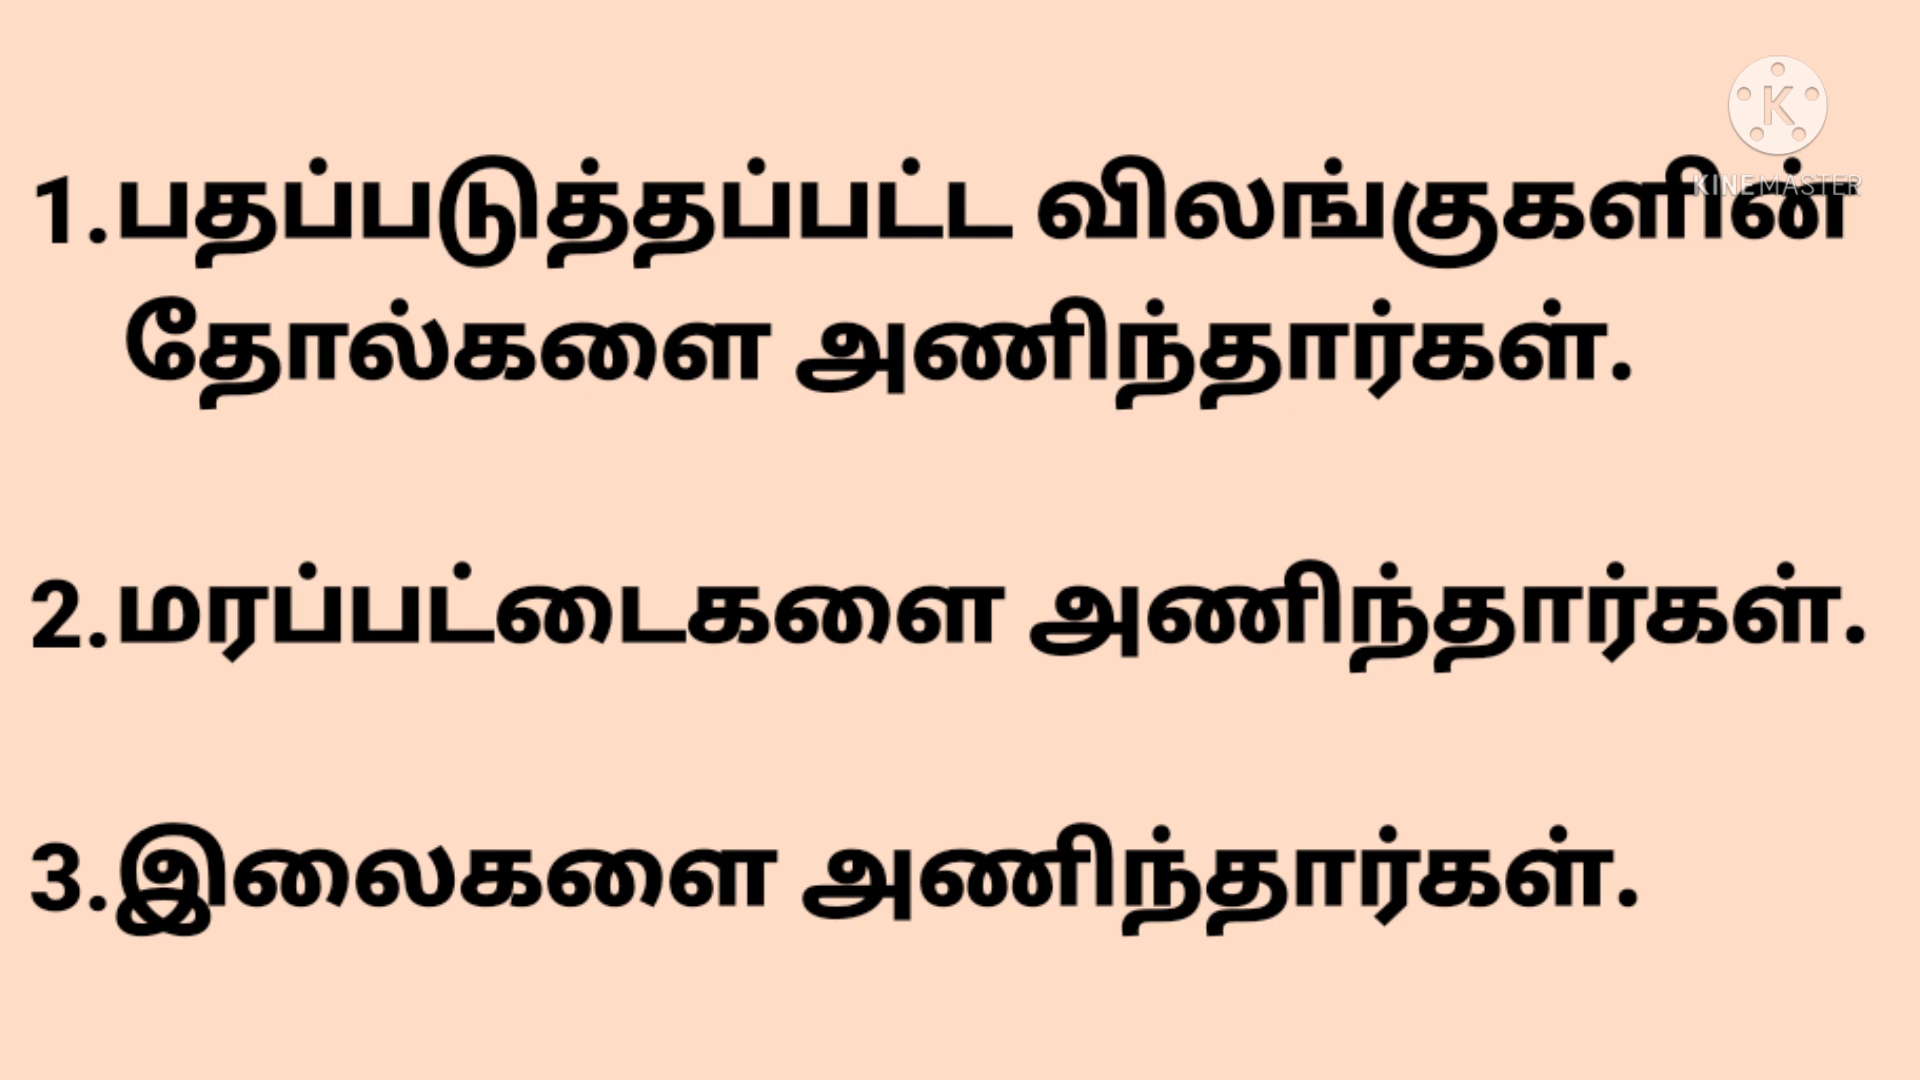 1.பதப்படுத்தப்பட்ட விலங்குகளின்
தோல்களை அணிந்தார்கள்.
2.மரப்பட்டைகளை அணிந்தார்கள்.
3.இலைகளை அணிந்தார்கள்.
K
KINEMASTER